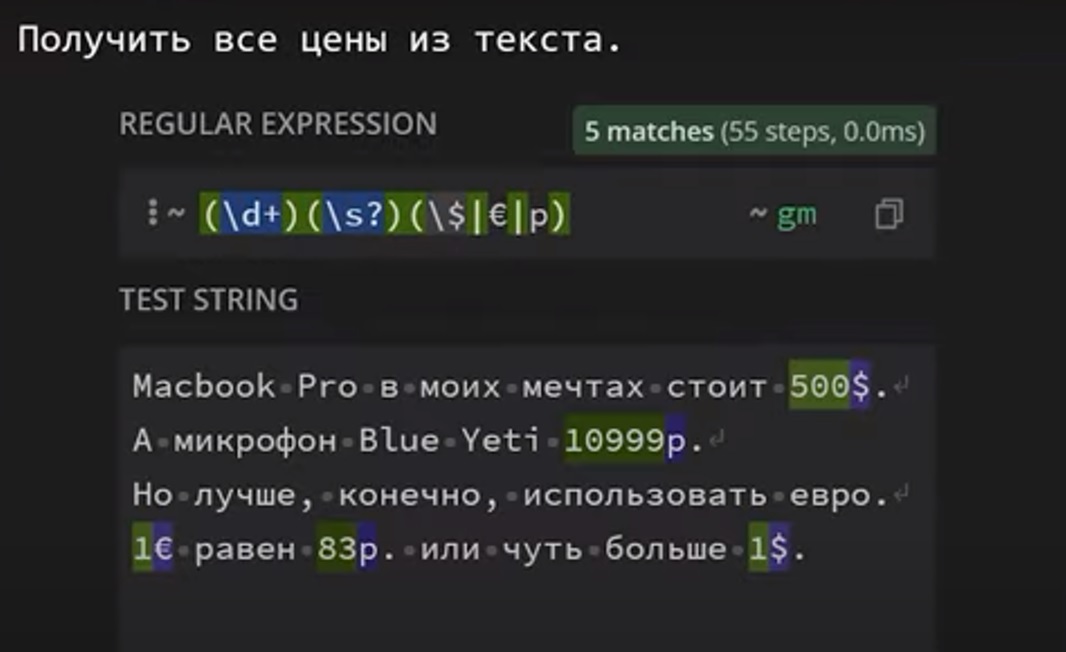 Получить все цены из текста.
REGULAR EXPRESSION
5 matches (55 steps, 0.0ms)
~ (\d+)(\s?)(\$|€|р) ~ gm
TEST STRING
Macbook Pro в моих мечтах стоит 500$.
А микрофон Blue Yeti 10999р.
Но лучше, конечно, использовать евро.
1€ равен 83р. или чуть больше 1$.